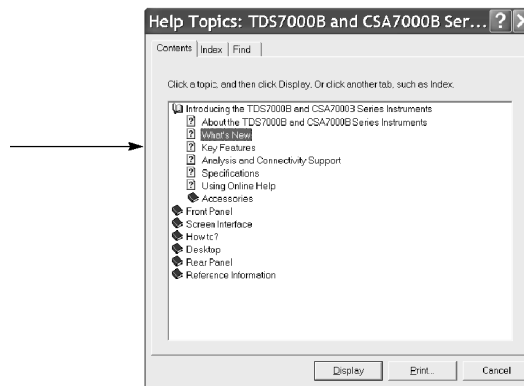 Help Topics: TDS7000B and CSA7000B Ser...
Contents Index Find
Click a topic, and then click Display. Or click another tab, such as Index.
Introducing the TDS7000B and CSA7000B Series Instruments
About the TDS7000B and CSA7000B Series Instruments
What's New
Key Features
Analysis and Connectivity Support
Specifications
Using Online Help
Accessories
Front Panel
Screen Interface
How to?
Desktop
Rear Panel
Reference Information
Display Print... Cancel